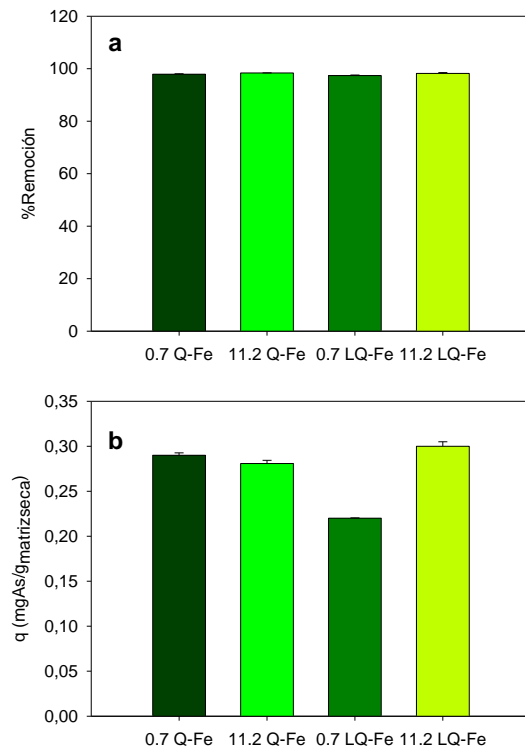 a
%Remoción
120
100
80
60
40
20
0
0.7 Q-Fe 11.2 Q-Fe 0.7 LQ-Fe 11.2 LQ-Fe
b
q (mgAs/gmatrizseca)
0,35
0,30
0,25
0,20
0,15
0,10
0,05
0,00
0.7 Q-Fe 11.2 Q-Fe 0.7 LQ-Fe 11.2 LQ-Fe